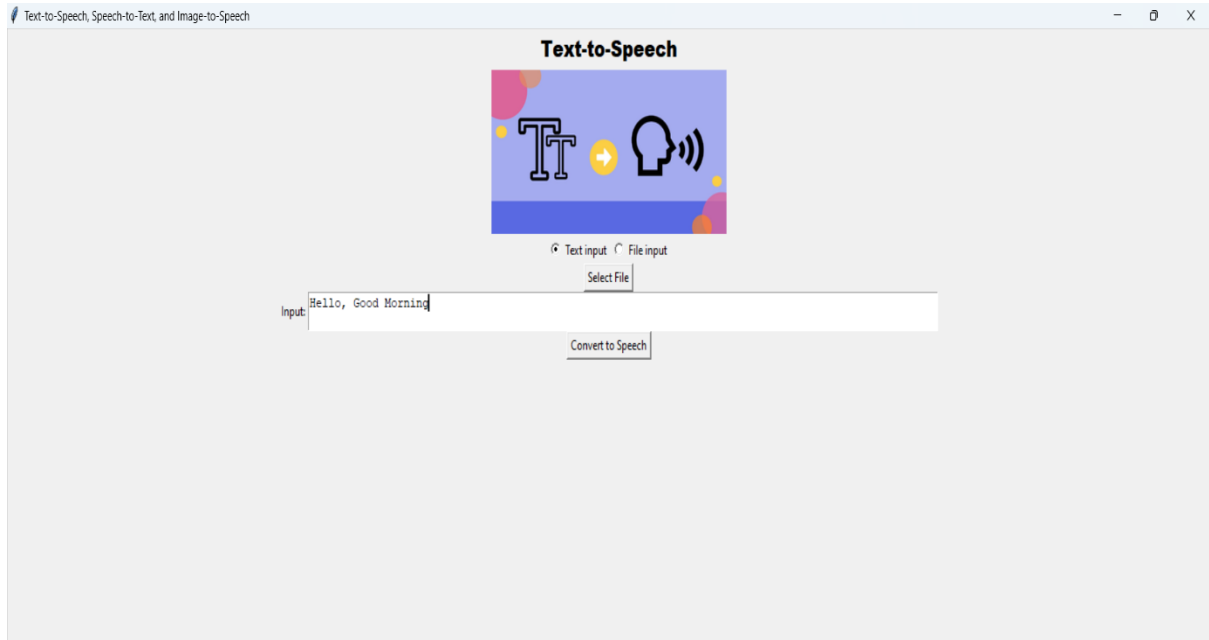 Text-to-Speech, Speech-to-Text, and Image-to-Speech
Text-to-Speech
TT
Text input File input
Select File
Input: Hello, Good Morning
Convert to Speech